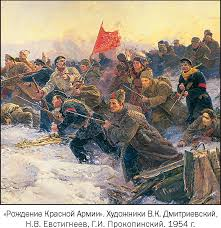 «Рождение Красной Армии». Художники В.К. Дмитриевский,
Н.В. Евстигнеев, Г.И. Прокопинский. 1954 г.